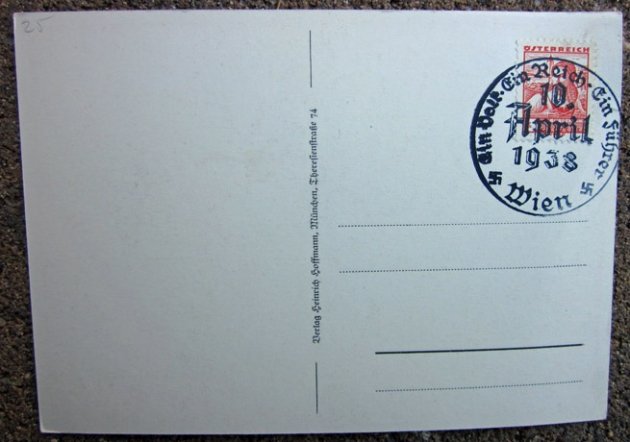 25
ÖSTERREICH
Ein Volk. Ein Reich. Ein Führer
10.
April
1938
Wien
Verlag Heinrich Hoffmann, München, Theresienstraße 74